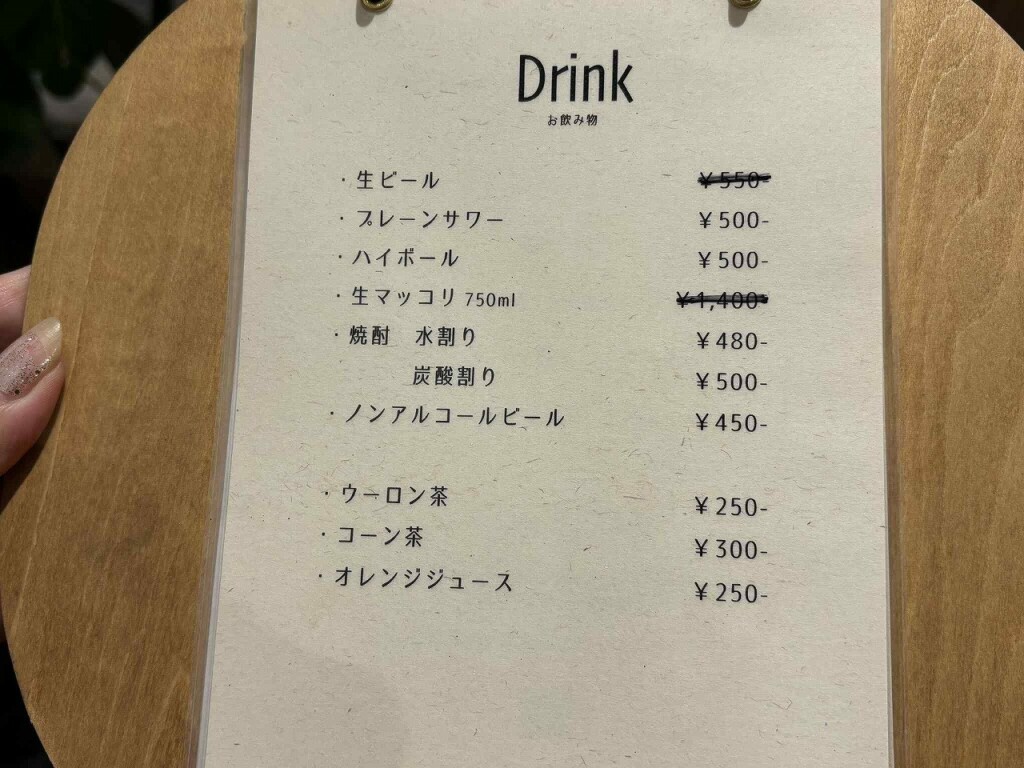 Drink
お飲み物
・生ビール ¥550-
・プレーンサワー ¥500-
・ハイボール ¥500-
・生マッコリ 750ml ¥1,400-
・焼酎 水割り ¥480-
炭酸割り ¥500-
・ノンアルコールビール ¥450-
・ウーロン茶 ¥250-
・コーン茶 ¥300-
・オレンジジュース ¥250-